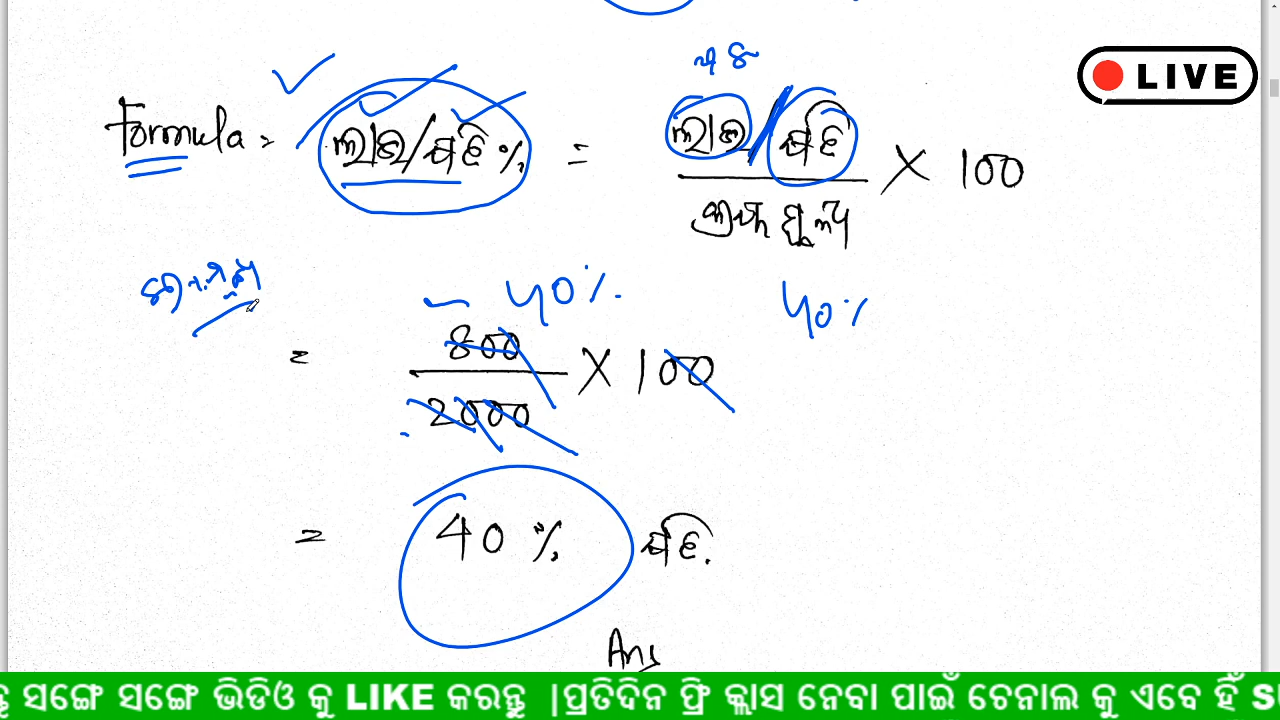 LIVE
Formula = ଲାଭ/କ୍ଷତି % = ଲାଭ/କ୍ଷତି / କ୍ରୟ ମୂଲ୍ୟ X 100
- 40% 40%
= 800 / 2000 X 100
= 40 % କ୍ଷତି.
Ans
ସଙ୍ଗେ ସଙ୍ଗେ ଭିଡିଓ କୁ LIKE କରନ୍ତୁ |ପ୍ରତିଦିନ ଫ୍ରି କ୍ଲାସ ନେବା ପାଇଁ ଚେନାଲ କୁ ଏବେ ହିଁ S